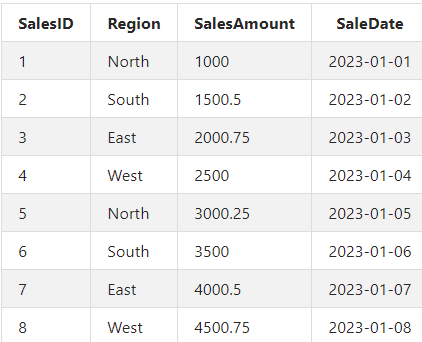 SalesID Region SalesAmount SaleDate
1 North 1000 2023-01-01
2 South 1500.5 2023-01-02
3 East 2000.75 2023-01-03
4 West 2500 2023-01-04
5 North 3000.25 2023-01-05
6 South 3500 2023-01-06
7 East 4000.5 2023-01-07
8 West 4500.75 2023-01-08